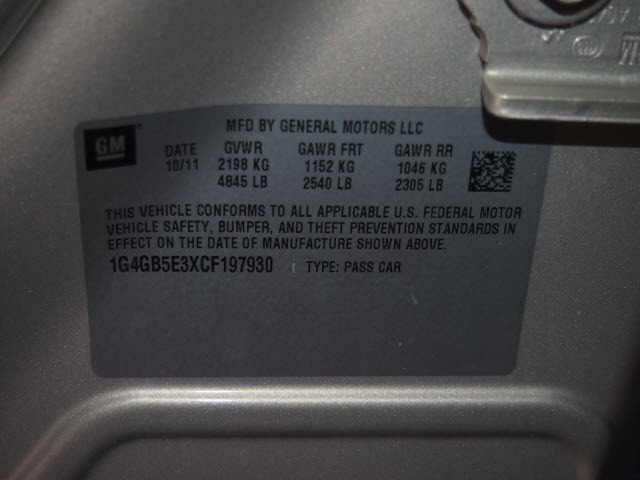 MFD BY GENERAL MOTORS LLC
GM DATE GVWR GAWR FRT GAWR RR
10/11 2198 KG 1152 KG 1046 KG
4845 LB 2540 LB 2305 LB
THIS VEHICLE CONFORMS TO ALL APPLICABLE U.S. FEDERAL MOTOR
VEHICLE SAFETY, BUMPER, AND THEFT PREVENTION STANDARDS IN
EFFECT ON THE DATE OF MANUFACTURE SHOWN ABOVE.
1G4GB5E3XCF197930 TYPE: PASS CAR